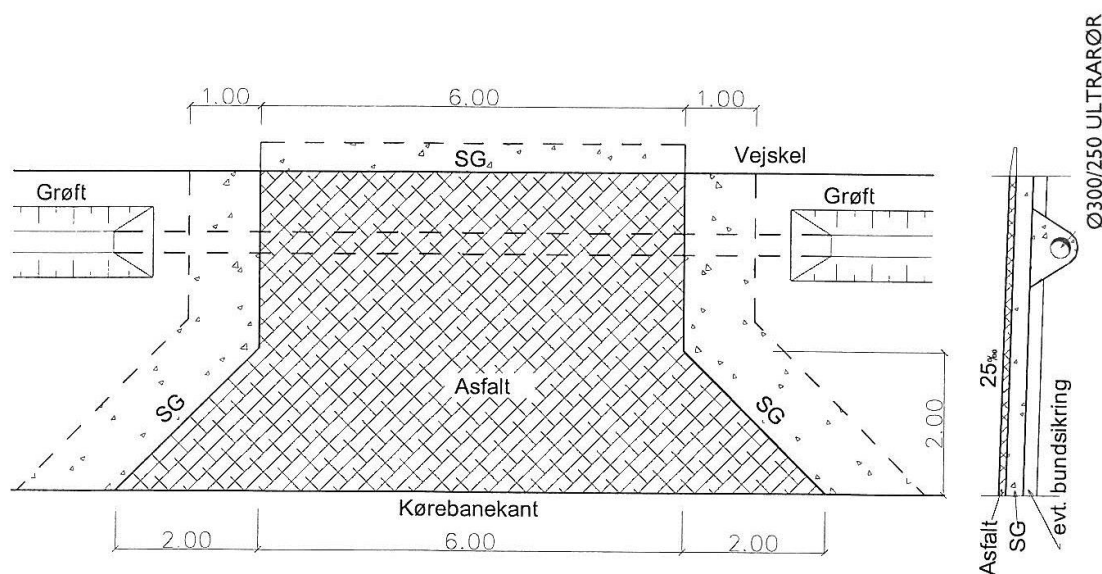 1.00
6.00
1.00
SG
Vejskel
Grøft
Grøft
Ø300/250 ULTRARØR
25‰
Asfalt
SG
SG
2.00
Kørebanekant
2.00
6.00
2.00
Asfalt
SG
evt. bundsikring